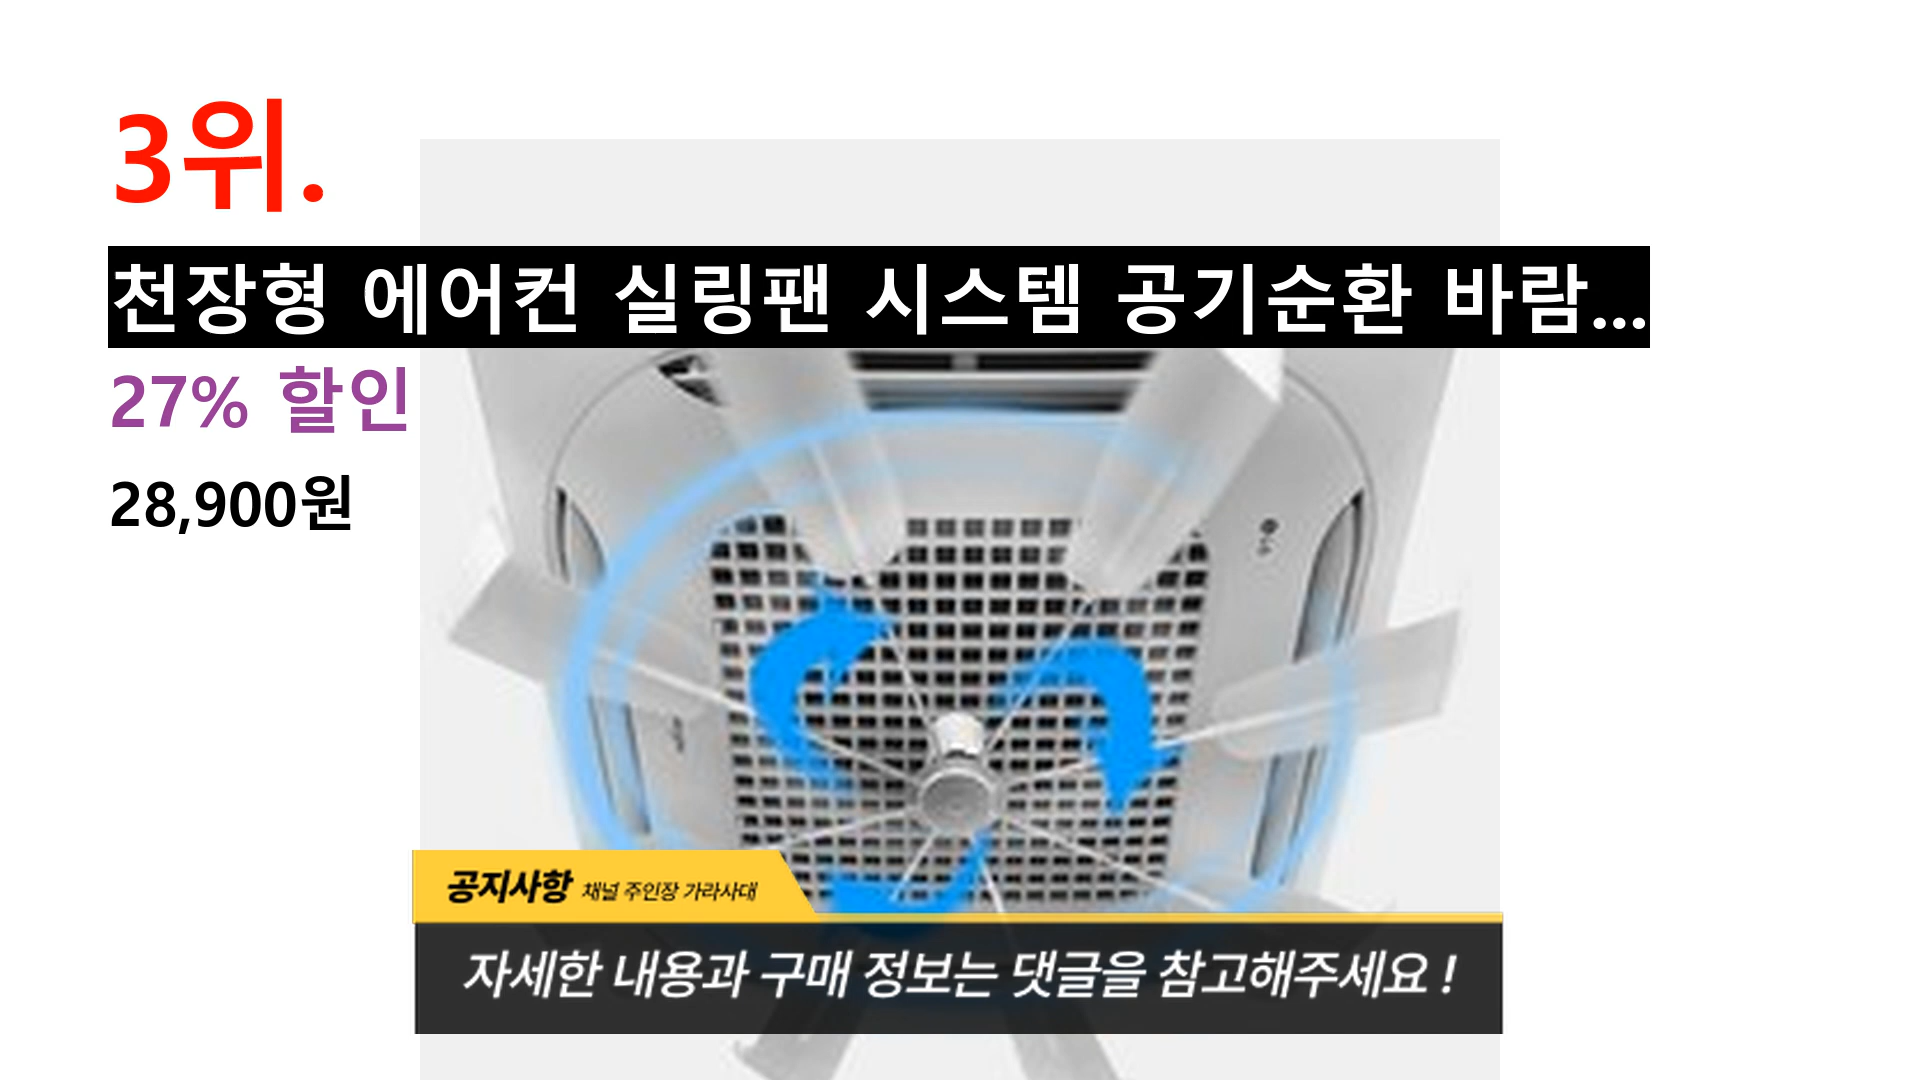 3위.
천장형 에어컨 실링팬 시스템 공기순환 바람...
27% 할인
28,900원
공지사항 채널 주인장 가라사대
자세한 내용과 구매 정보는 댓글을 참고해주세요 !